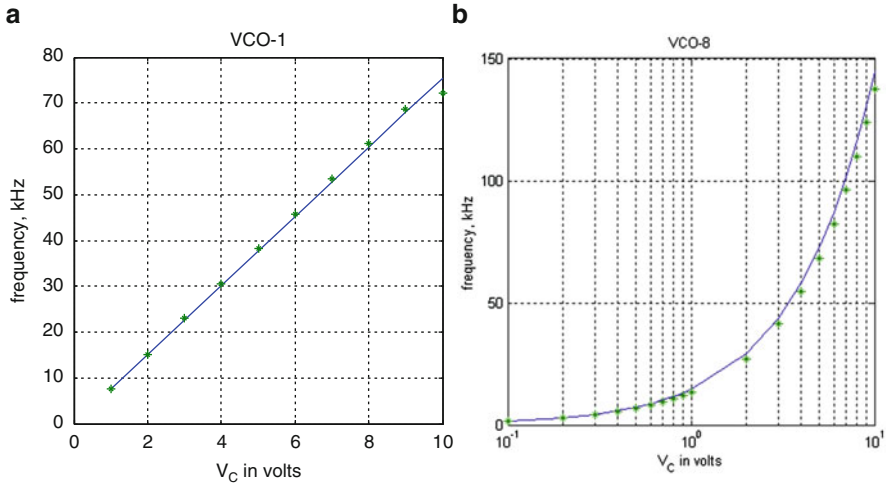 a
VCO-1
frequency, kHz
80
70
60
50
40
30
20
10
0
0 2 4 6 8 10
V_C in volts
b
VCO-8
frequency, kHz
150
100
50
0
10^-1 10^0 10^1
V_C in volts